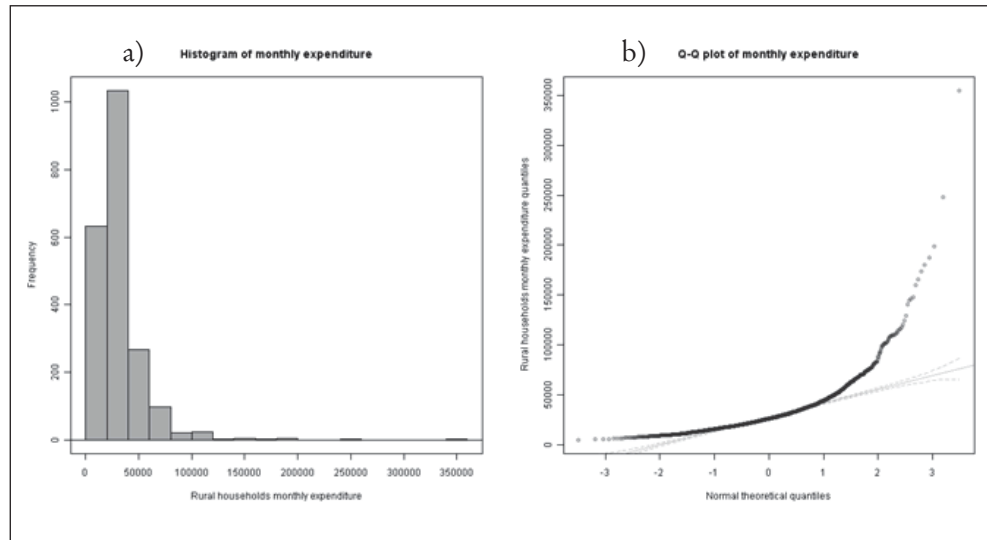 a)
Histogram of monthly expenditure
Frequency
0
200
400
600
800
1000
0 50000 100000 150000 200000 250000 300000 350000
Rural households monthly expenditure
b)
Q-Q plot of monthly expenditure
Rural households monthly expenditure quantiles
0
50000
100000
150000
200000
250000
300000
350000
-3 -2 -1 0 1 2 3
Normal theoretical quantiles